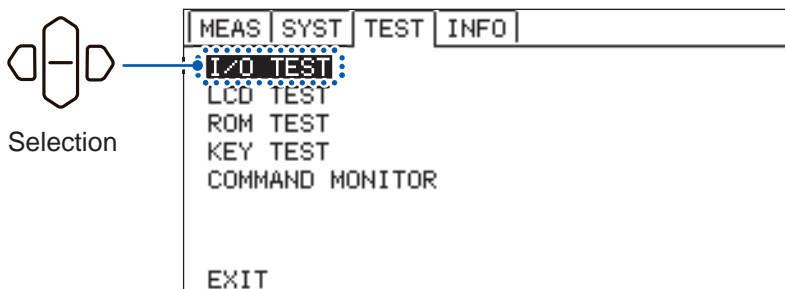 MEAS SYST TEST INFO
I/O TEST
LCD TEST
ROM TEST
KEY TEST
COMMAND MONITOR
EXIT
Selection